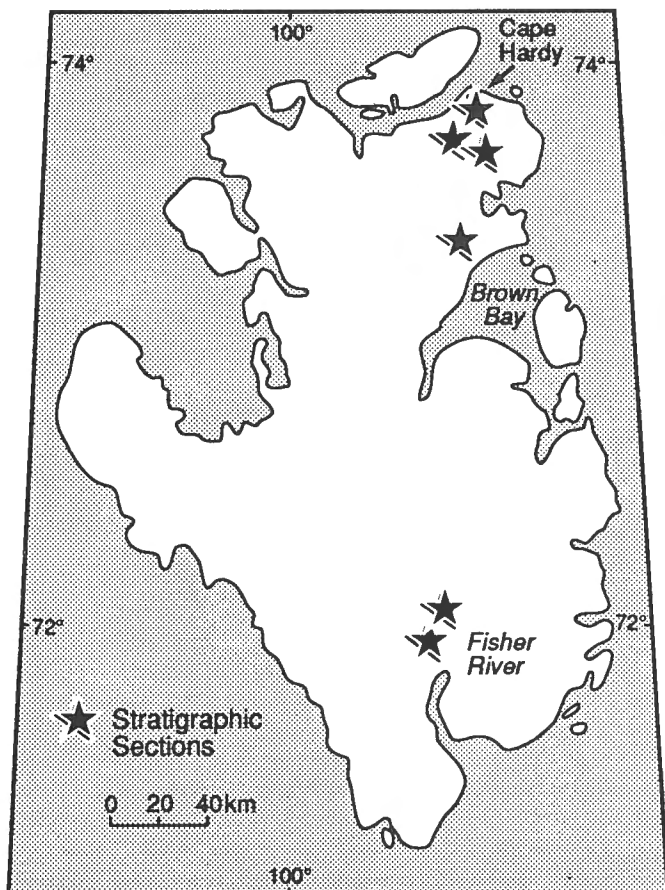 100°
Cape
Hardy
74°
74°
Brown
Bay
72°
72°
Fisher
River
Stratigraphic
Sections
0 20 40km
100°